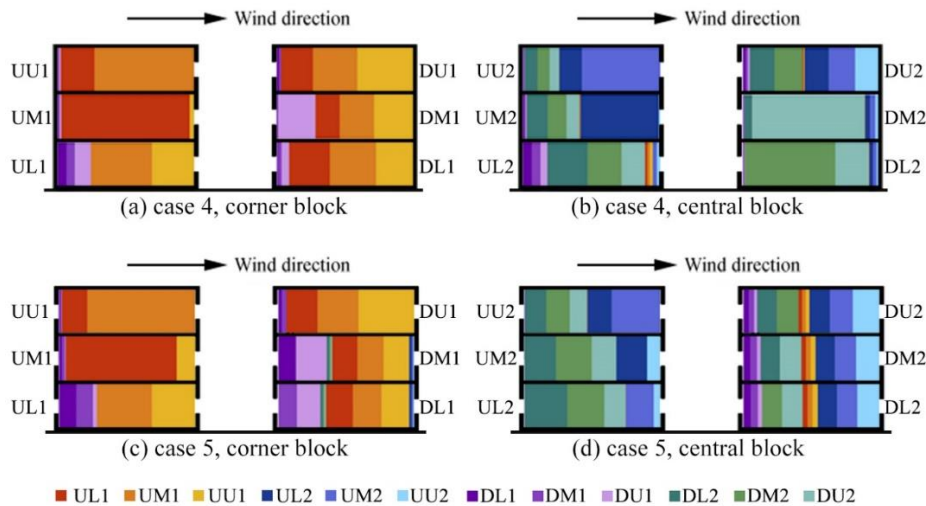 Wind direction Wind direction
UU1 DU1 UU2 DU2
UM1 DM1 UM2 DM2
UL1 DL1 UL2 DL2
(a) case 4, corner block (b) case 4, central block
Wind direction Wind direction
UU1 DU1 UU2 DU2
UM1 DM1 UM2 DM2
UL1 DL1 UL2 DL2
(c) case 5, corner block (d) case 5, central block
UL1 UM1 UU1 UL2 UM2 UU2 DL1 DM1 DU1 DL2 DM2 DU2